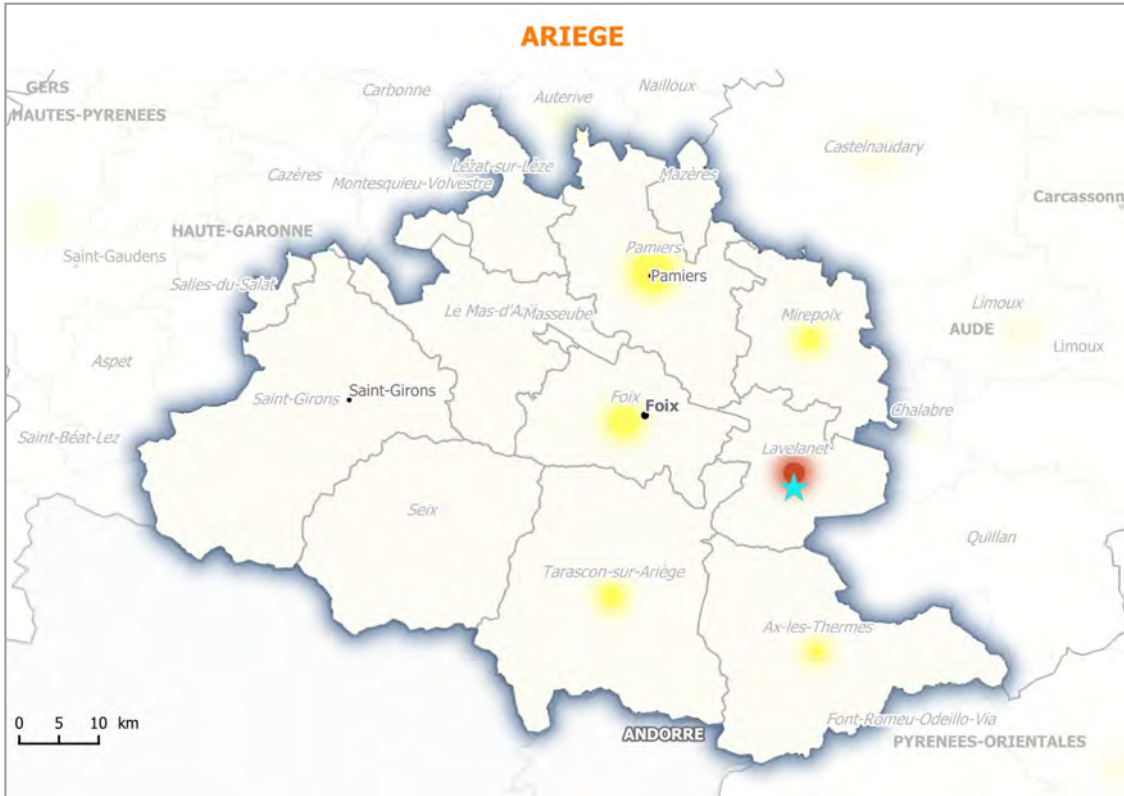 ARIEGE
GERS
HAUTES-PYRENEES
Carbonne
Auterive
Nailloux
Castelnaudary
Lézat-sur-Lèze
Cazères
Montesquieu-Volvestre
Mazères
Carcassonn
HAUTE-GARONNE
Saint-Gaudens
Pamiers
Pamiers
Salies-du-Salat
Le Mas-d'Azil
Masseube
Mirepoix
Limoux
AUDE
Limoux
Aspet
Saint-Girons
Saint-Girons
Foix
Foix
Chalabre
Saint-Béat-Lez
Lavelanet
Seix
Quillan
Tarascon-sur-Ariège
Ax-les-Thermes
0 5 10 km
ANDORRE
Font-Romeu-Odeillo-Via
PYRENEES-ORIENTALES